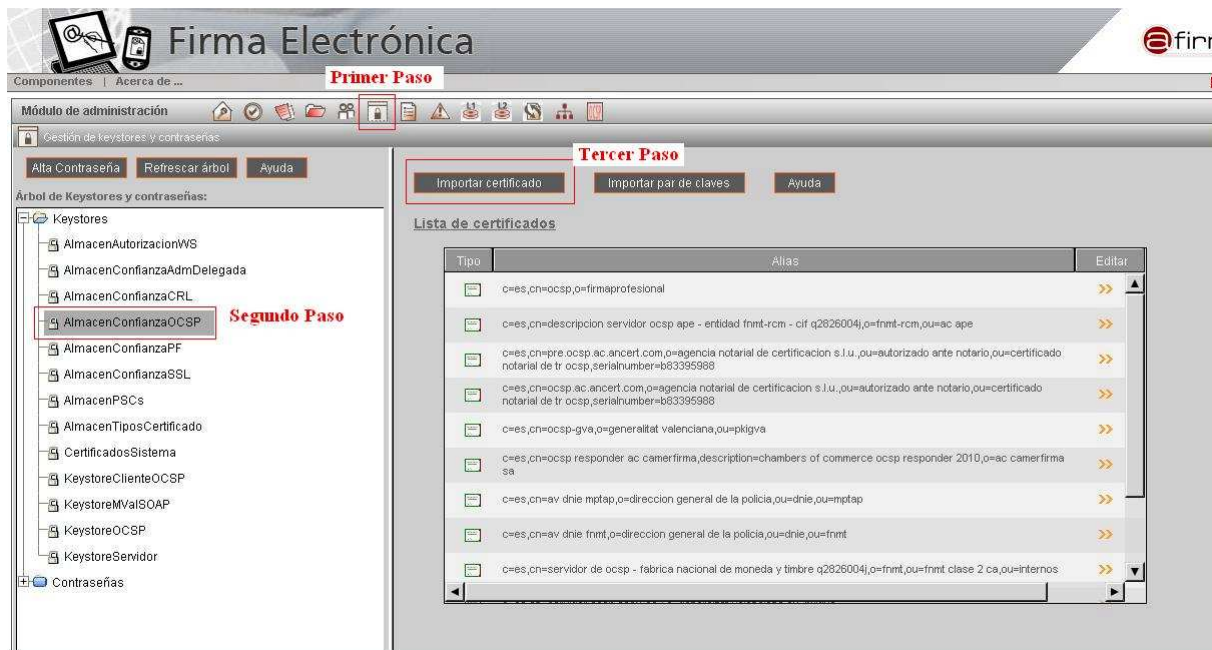 Firma Electrónica
@firm
Componentes | Acerca de ...
Primer Paso
Módulo de administración
Gestión de keystores y contraseñas
Alta Contraseña Refrescar árbol Ayuda
Árbol de Keystores y contraseñas:
Keystores
AlmacenAutorizacionWS
AlmacenConfianzaAdmDelegada
AlmacenConfianzaCRL
AlmacenConfianzaOCSP
Segundo Paso
AlmacenConfianzaPF
AlmacenConfianzaSSL
AlmacenPSCs
AlmacenTiposCertificado
CertificadosSistema
KeystoreClienteOCSP
KeystoreMValSOAP
KeystoreOCSP
KeystoreServidor
Contraseñas
Tercer Paso
Importar certificado Importar par de claves Ayuda
Lista de certificados
Tipo Alias Editar
c=es,cn=ocsp,o=firmaprofesional
c=es,cn=descripcion servidor ocsp ape - entidad fnmt-rcm - cif q2826004j,o=fnmt-rcm,ou=ac ape
c=es,cn=pre.ocsp.ac.ancert.com,o=agencia notarial de certificacion s.l.u.,ou=autorizado ante notario,ou=certificado
notarial de tr ocsp,serialnumber=b83395988
c=es,cn=ocsp.ac.ancert.com,o=agencia notarial de certificacion s.l.u.,ou=autorizado ante notario,ou=certificado
notarial de tr ocsp,serialnumber=b83395988
c=es,cn=ocsp-gva,o=generalitat valenciana,ou=pkigva
c=es,cn=ocsp responder ac camerfirma,description=chambers of commerce ocsp responder 2010,o=ac camerfirma
sa
c=es,cn=av dnie mptap,o=direccion general de la policia,ou=dnie,ou=mptap
c=es,cn=av dnie fnmt,o=direccion general de la policia,ou=dnie,ou=fnmt
c=es,cn=servidor de ocsp - fabrica nacional de moneda y timbre q2826004j,o=fnmt,ou=fnmt clase 2 ca,ou=internos